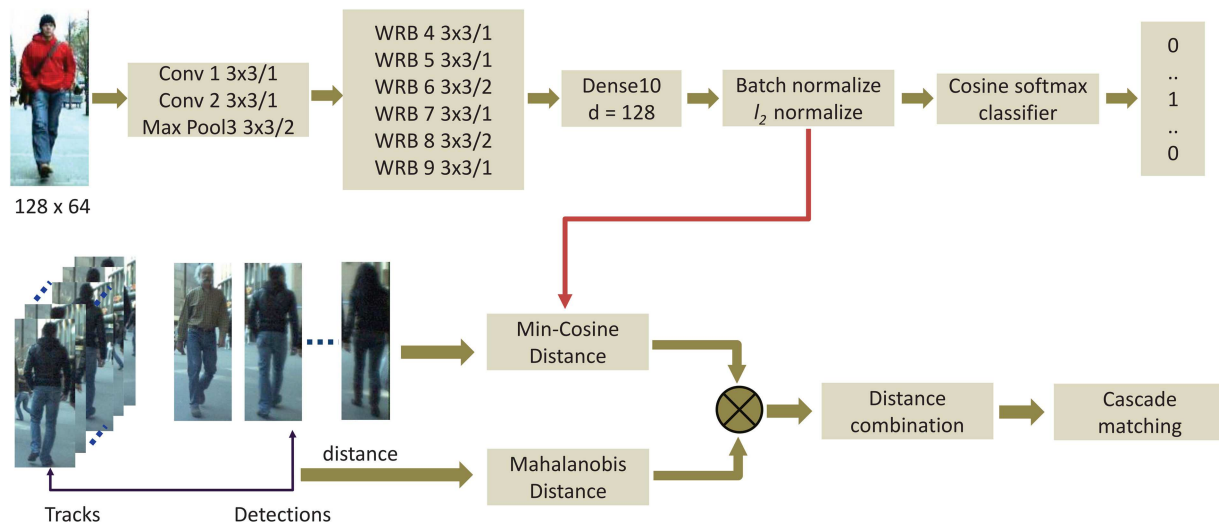 128 x 64
Conv 1 3x3/1
Conv 2 3x3/1
Max Pool3 3x3/2
WRB 4 3x3/1
WRB 5 3x3/1
WRB 6 3x3/2
WRB 7 3x3/1
WRB 8 3x3/2
WRB 9 3x3/1
Dense10
d = 128
Batch normalize
l2 normalize
Cosine softmax
classifier
0
..
1
..
0
Min-Cosine
Distance
distance
Mahalanobis
Distance
Distance
combination
Cascade
matching
Tracks
Detections